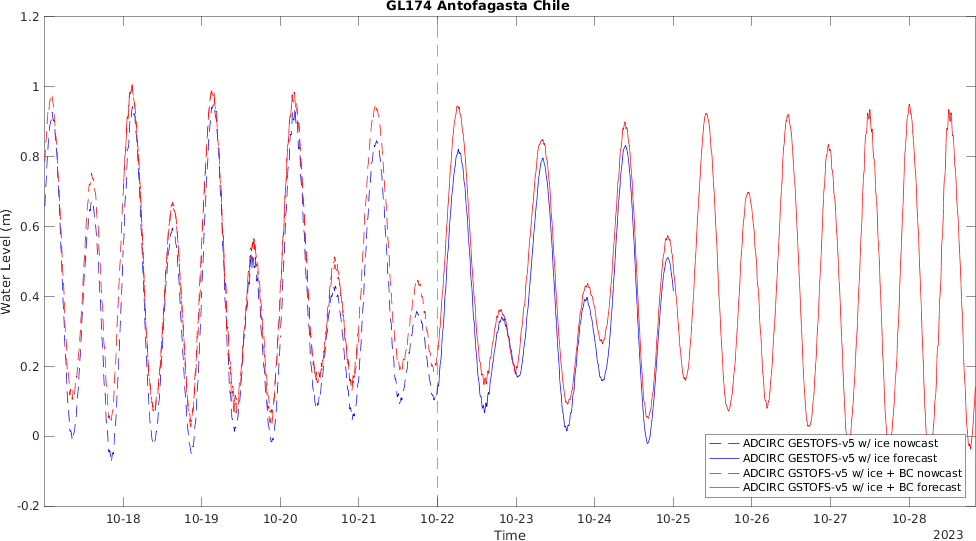 GL174 Antofagasta Chile
Water Level (m)
1.2
1
0.8
0.6
0.4
0.2
0
-0.2
10-18
10-19
10-20
10-21
10-22
10-23
10-24
10-25
10-26
10-27
10-28
Time
2023
ADCIRC GESTOFS-v5 w/ ice nowcast
ADCIRC GESTOFS-v5 w/ ice forecast
ADCIRC GSTOFS-v5 w/ ice + BC nowcast
ADCIRC GSTOFS-v5 w/ ice + BC forecast